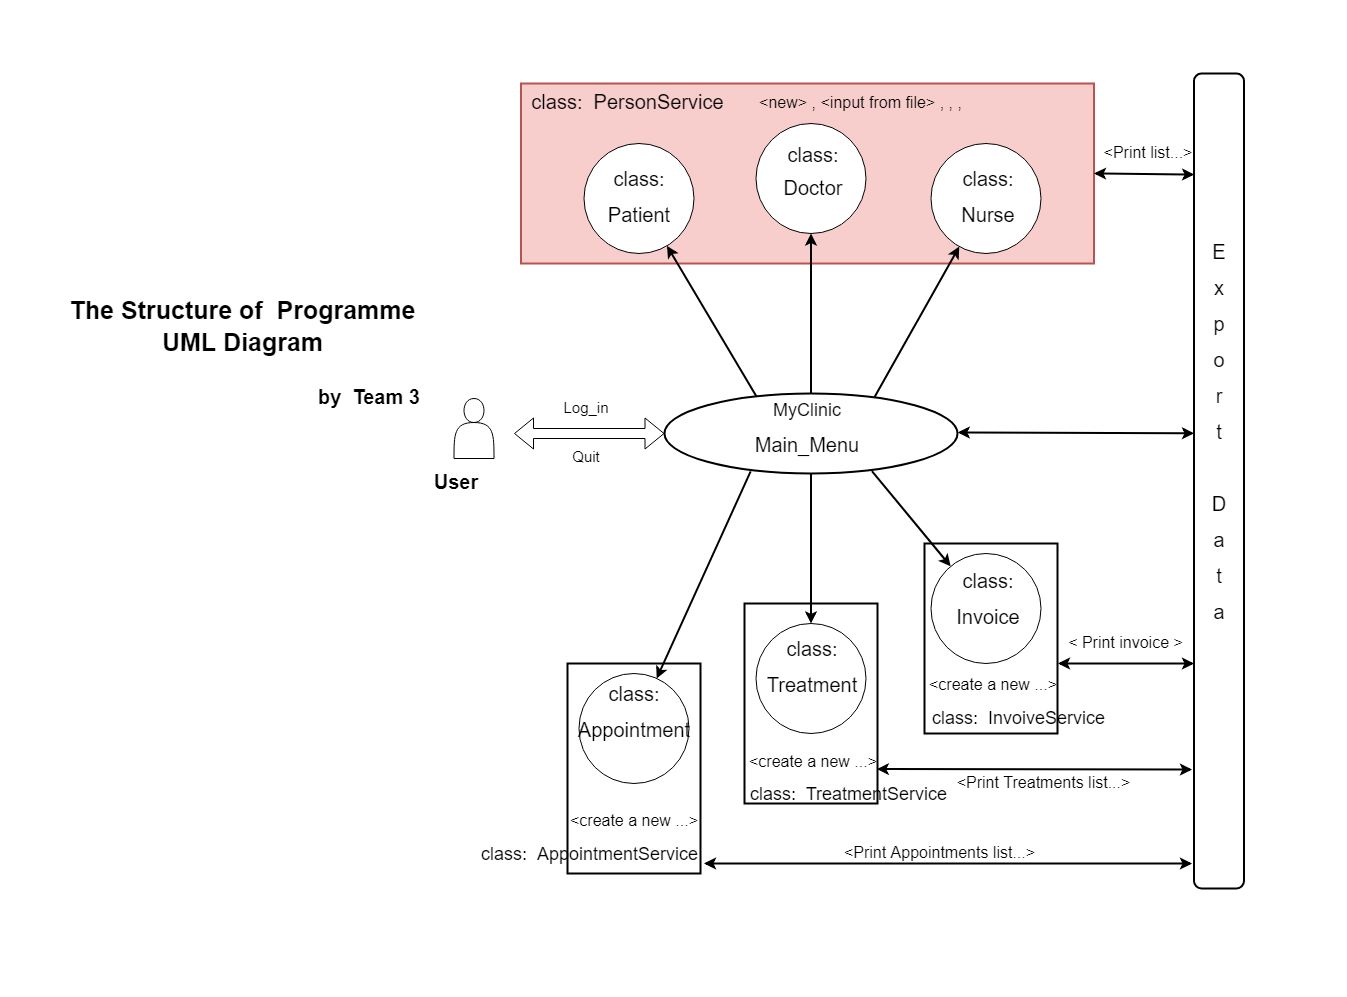 class:  PersonService
<new> , <input from file> , , ,
class:
Patient
class:
Doctor
class:
Nurse
<Print list...>
The Structure of  Programme
UML Diagram
by  Team 3
User
Log_in
Quit
MyClinic
Main_Menu
E
x
p
o
r
t
D
a
t
a
class:
Invoice
<create a new ...>
class:  InvoiveService
< Print invoice >
class:
Treatment
<create a new ...>
class:  TreatmentService
<Print Treatments list...>
class:
Appointment
<create a new ...>
class:  AppointmentService
<Print Appointments list...>